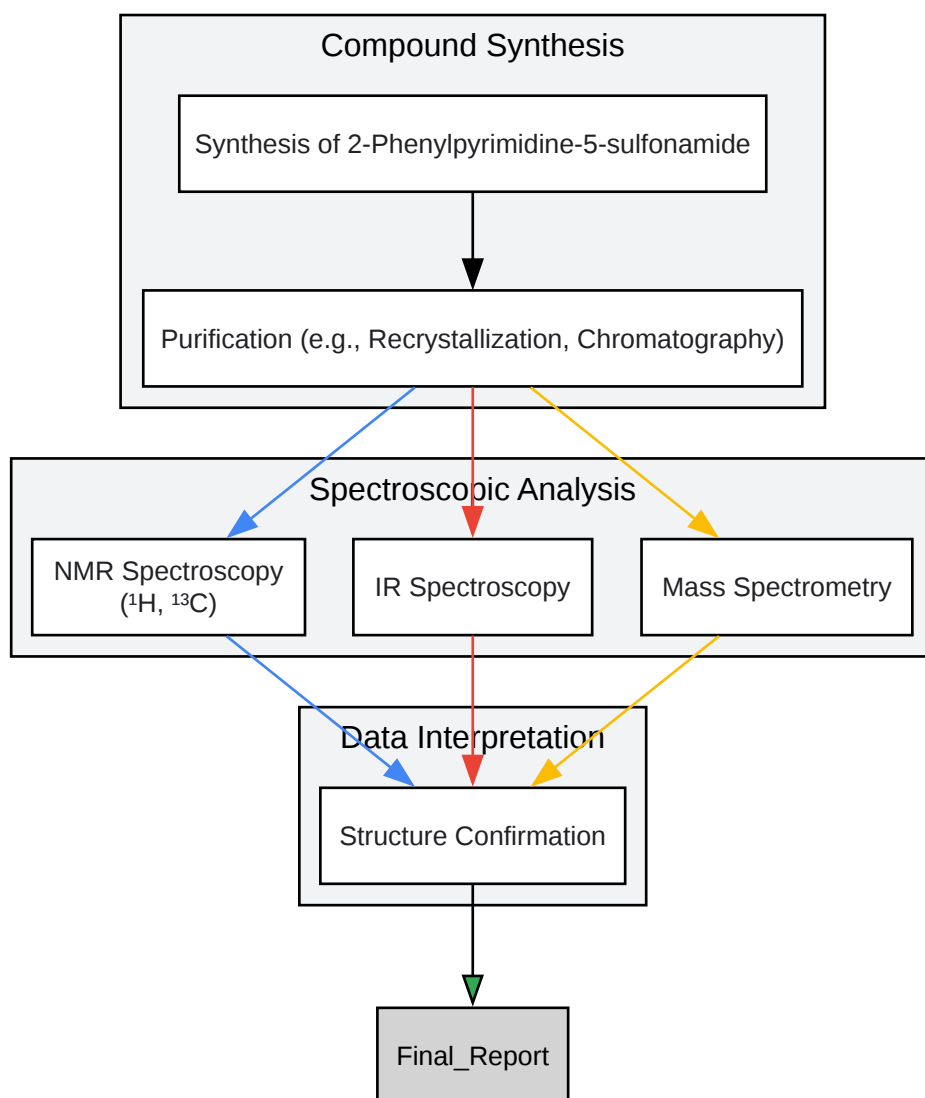 Compound Synthesis
Synthesis of 2-Phenylpyrimidine-5-sulfonamide
Purification (e.g., Recrystallization, Chromatography)
Spectroscopic Analysis
NMR Spectroscopy
(¹H, ¹³C)
IR Spectroscopy
Mass Spectrometry
Data Interpretation
Structure Confirmation
Final_Report